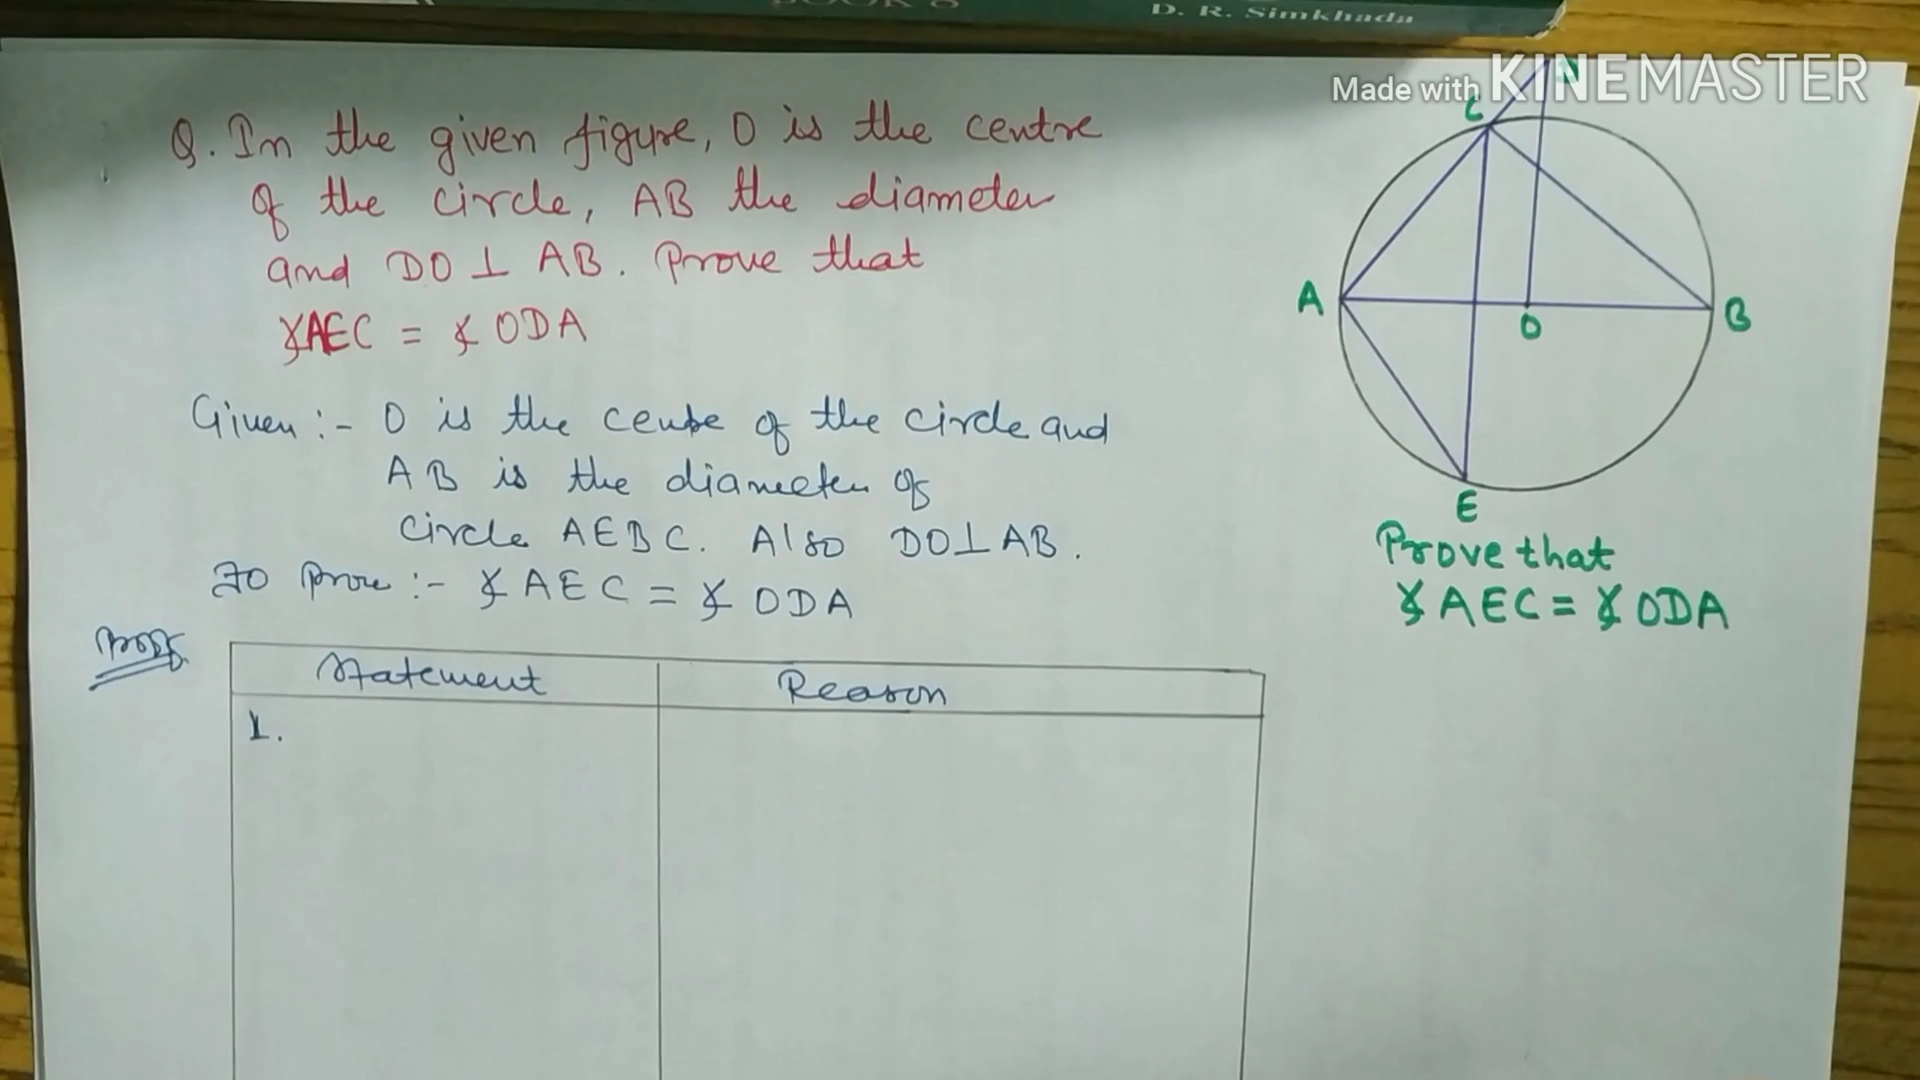 BOOK 8
D. R. Simkhada
Made with KINEMASTER
Q. In the given figure, O is the centre
of the circle, AB the diameter
and DO ⊥ AB. Prove that
∡AEC = ∡ ODA
Given :- O is the centre of the circle and
AB is the diameter of
circle AEBC. Also DO⊥AB.
To prove :- ∡ AEC = ∡ ODA
Proof
Statement Reason
1.
D
C
A
O
B
E
Prove that
∡ AEC = ∡ ODA